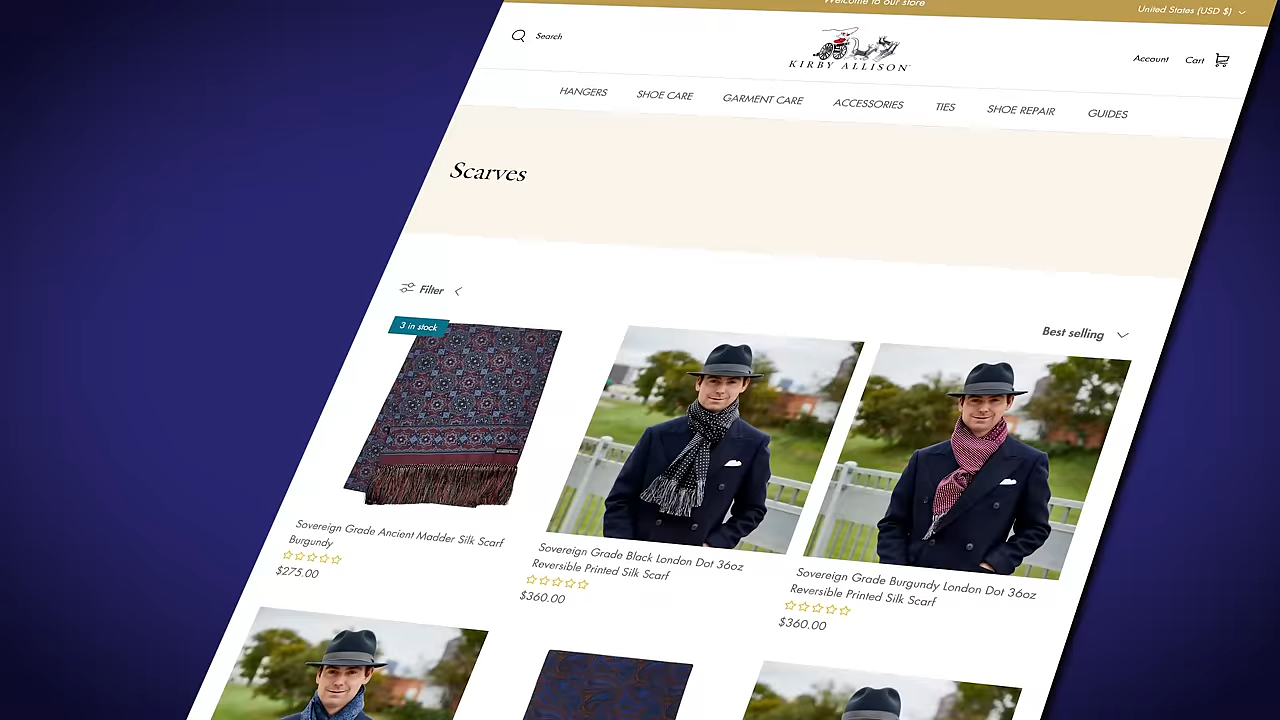 Welcome to our store
United States (USD $)
Search
KIRBY ALLISON
Account
Cart
HANGERS
SHOE CARE
GARMENT CARE
ACCESSORIES
TIES
SHOE REPAIR
GUIDES
Scarves
Filter
Best selling
3 in stock
Sovereign Grade Ancient Madder Silk Scarf
Burgundy
$275.00
Sovereign Grade Black London Dot 36oz
Reversible Printed Silk Scarf
$360.00
Sovereign Grade Burgundy London Dot 36oz
Reversible Printed Silk Scarf
$360.00